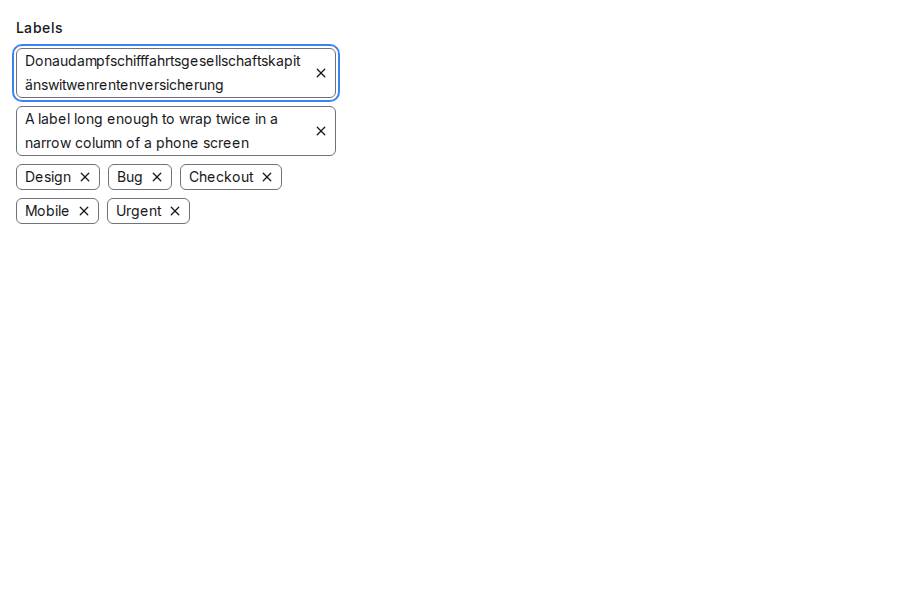 Labels
Donaudampfschifffahrtsgesellschaftskapit
änswitwenrentenversicherung
A label long enough to wrap twice in a
narrow column of a phone screen
Design Bug Checkout
Mobile Urgent